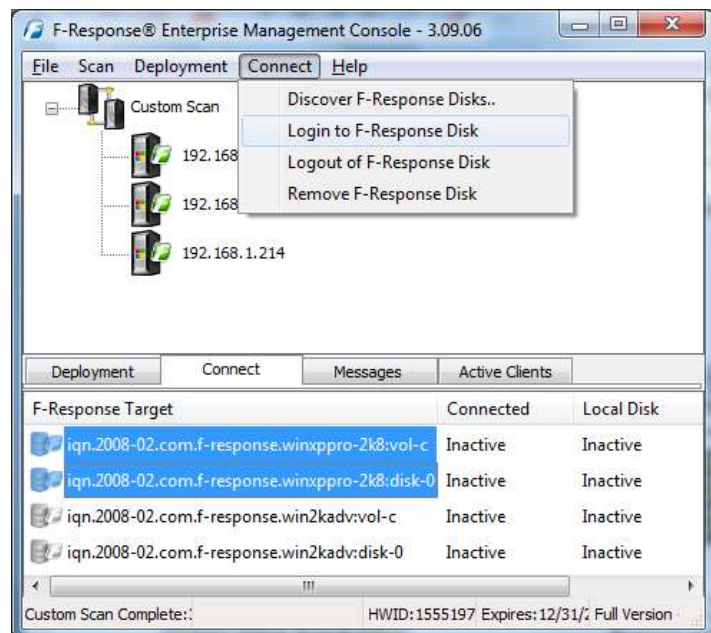 F-Response® Enterprise Management Console - 3.09.06
File Scan Deployment Connect Help
Discover F-Response Disks..
Login to F-Response Disk
Logout of F-Response Disk
Remove F-Response Disk
Custom Scan
192.168
192.168
192.168.1.214
Deployment Connect Messages Active Clients
F-Response Target Connected Local Disk
iqn.2008-02.com.f-response.winxppro-2k8:vol-c Inactive Inactive
iqn.2008-02.com.f-response.winxppro-2k8:disk-0 Inactive Inactive
iqn.2008-02.com.f-response.win2kadv:vol-c Inactive Inactive
iqn.2008-02.com.f-response.win2kadv:disk-0 Inactive Inactive
Custom Scan Complete: HWID:1555197 Expires:12/31/ Full Version